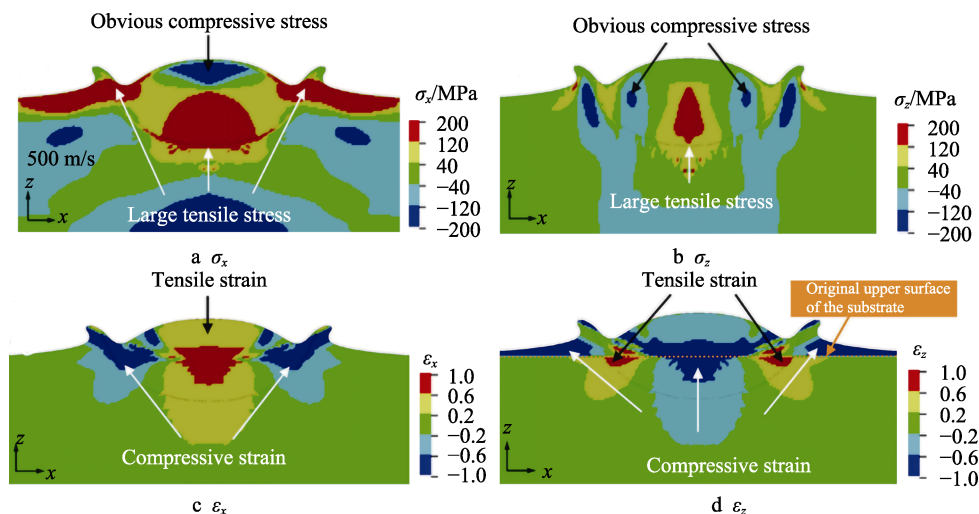 Obvious compressive stress
σx/MPa
200
120
40
−40
−120
−200
500 m/s
z
x
Large tensile stress
a σx
Obvious compressive stress
σz/MPa
200
120
40
−40
−120
−200
z
x
Large tensile stress
b σz
Tensile strain
εx
1.0
0.6
0.2
−0.2
−0.6
−1.0
z
x
Compressive strain
c εx
Tensile strain
Original upper surface
of the substrate
εz
1.0
0.6
0.2
−0.2
−0.6
−1.0
z
x
Compressive strain
d εz